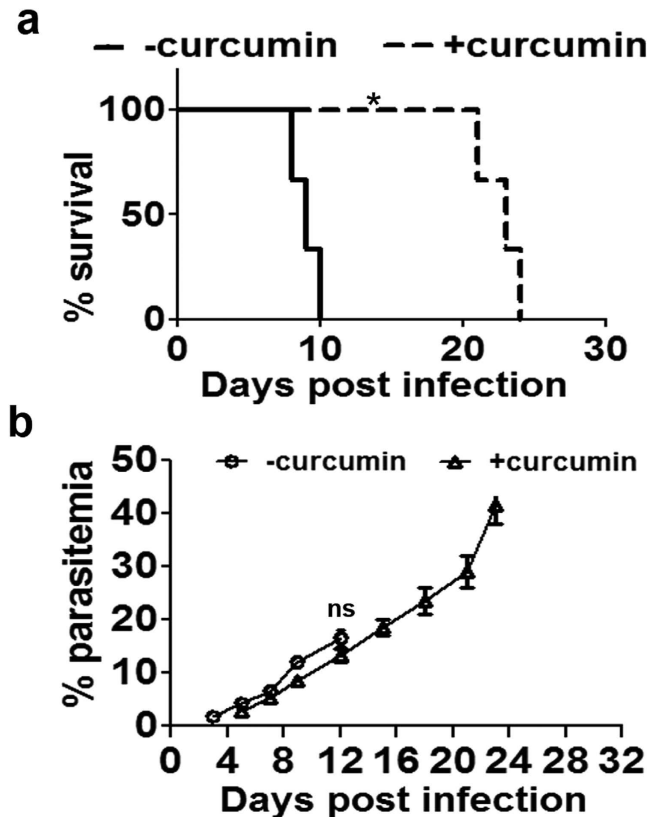 a
-curcumin +curcumin
*
100
50
0
% survival
0 10 20 30
Days post infection
b
50
-curcumin +curcumin
40
30
20
ns
10
0
% parasitemia
0 4 8 12 16 20 24 28 32
Days post infection